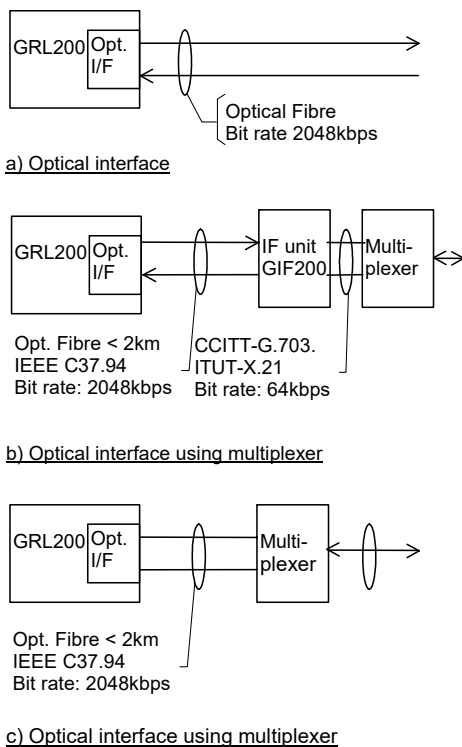 GRL200 Opt.
I/F
Optical Fibre
Bit rate 2048kbps
a) Optical interface
GRL200 Opt.
I/F
IF unit
GIF200
Multi-
plexer
Opt. Fibre < 2km
IEEE C37.94
Bit rate: 2048kbps
CCITT-G.703.
ITUT-X.21
Bit rate: 64kbps
b) Optical interface using multiplexer
GRL200 Opt.
I/F
Multi-
plexer
Opt. Fibre < 2km
IEEE C37.94
Bit rate: 2048kbps
c) Optical interface using multiplexer